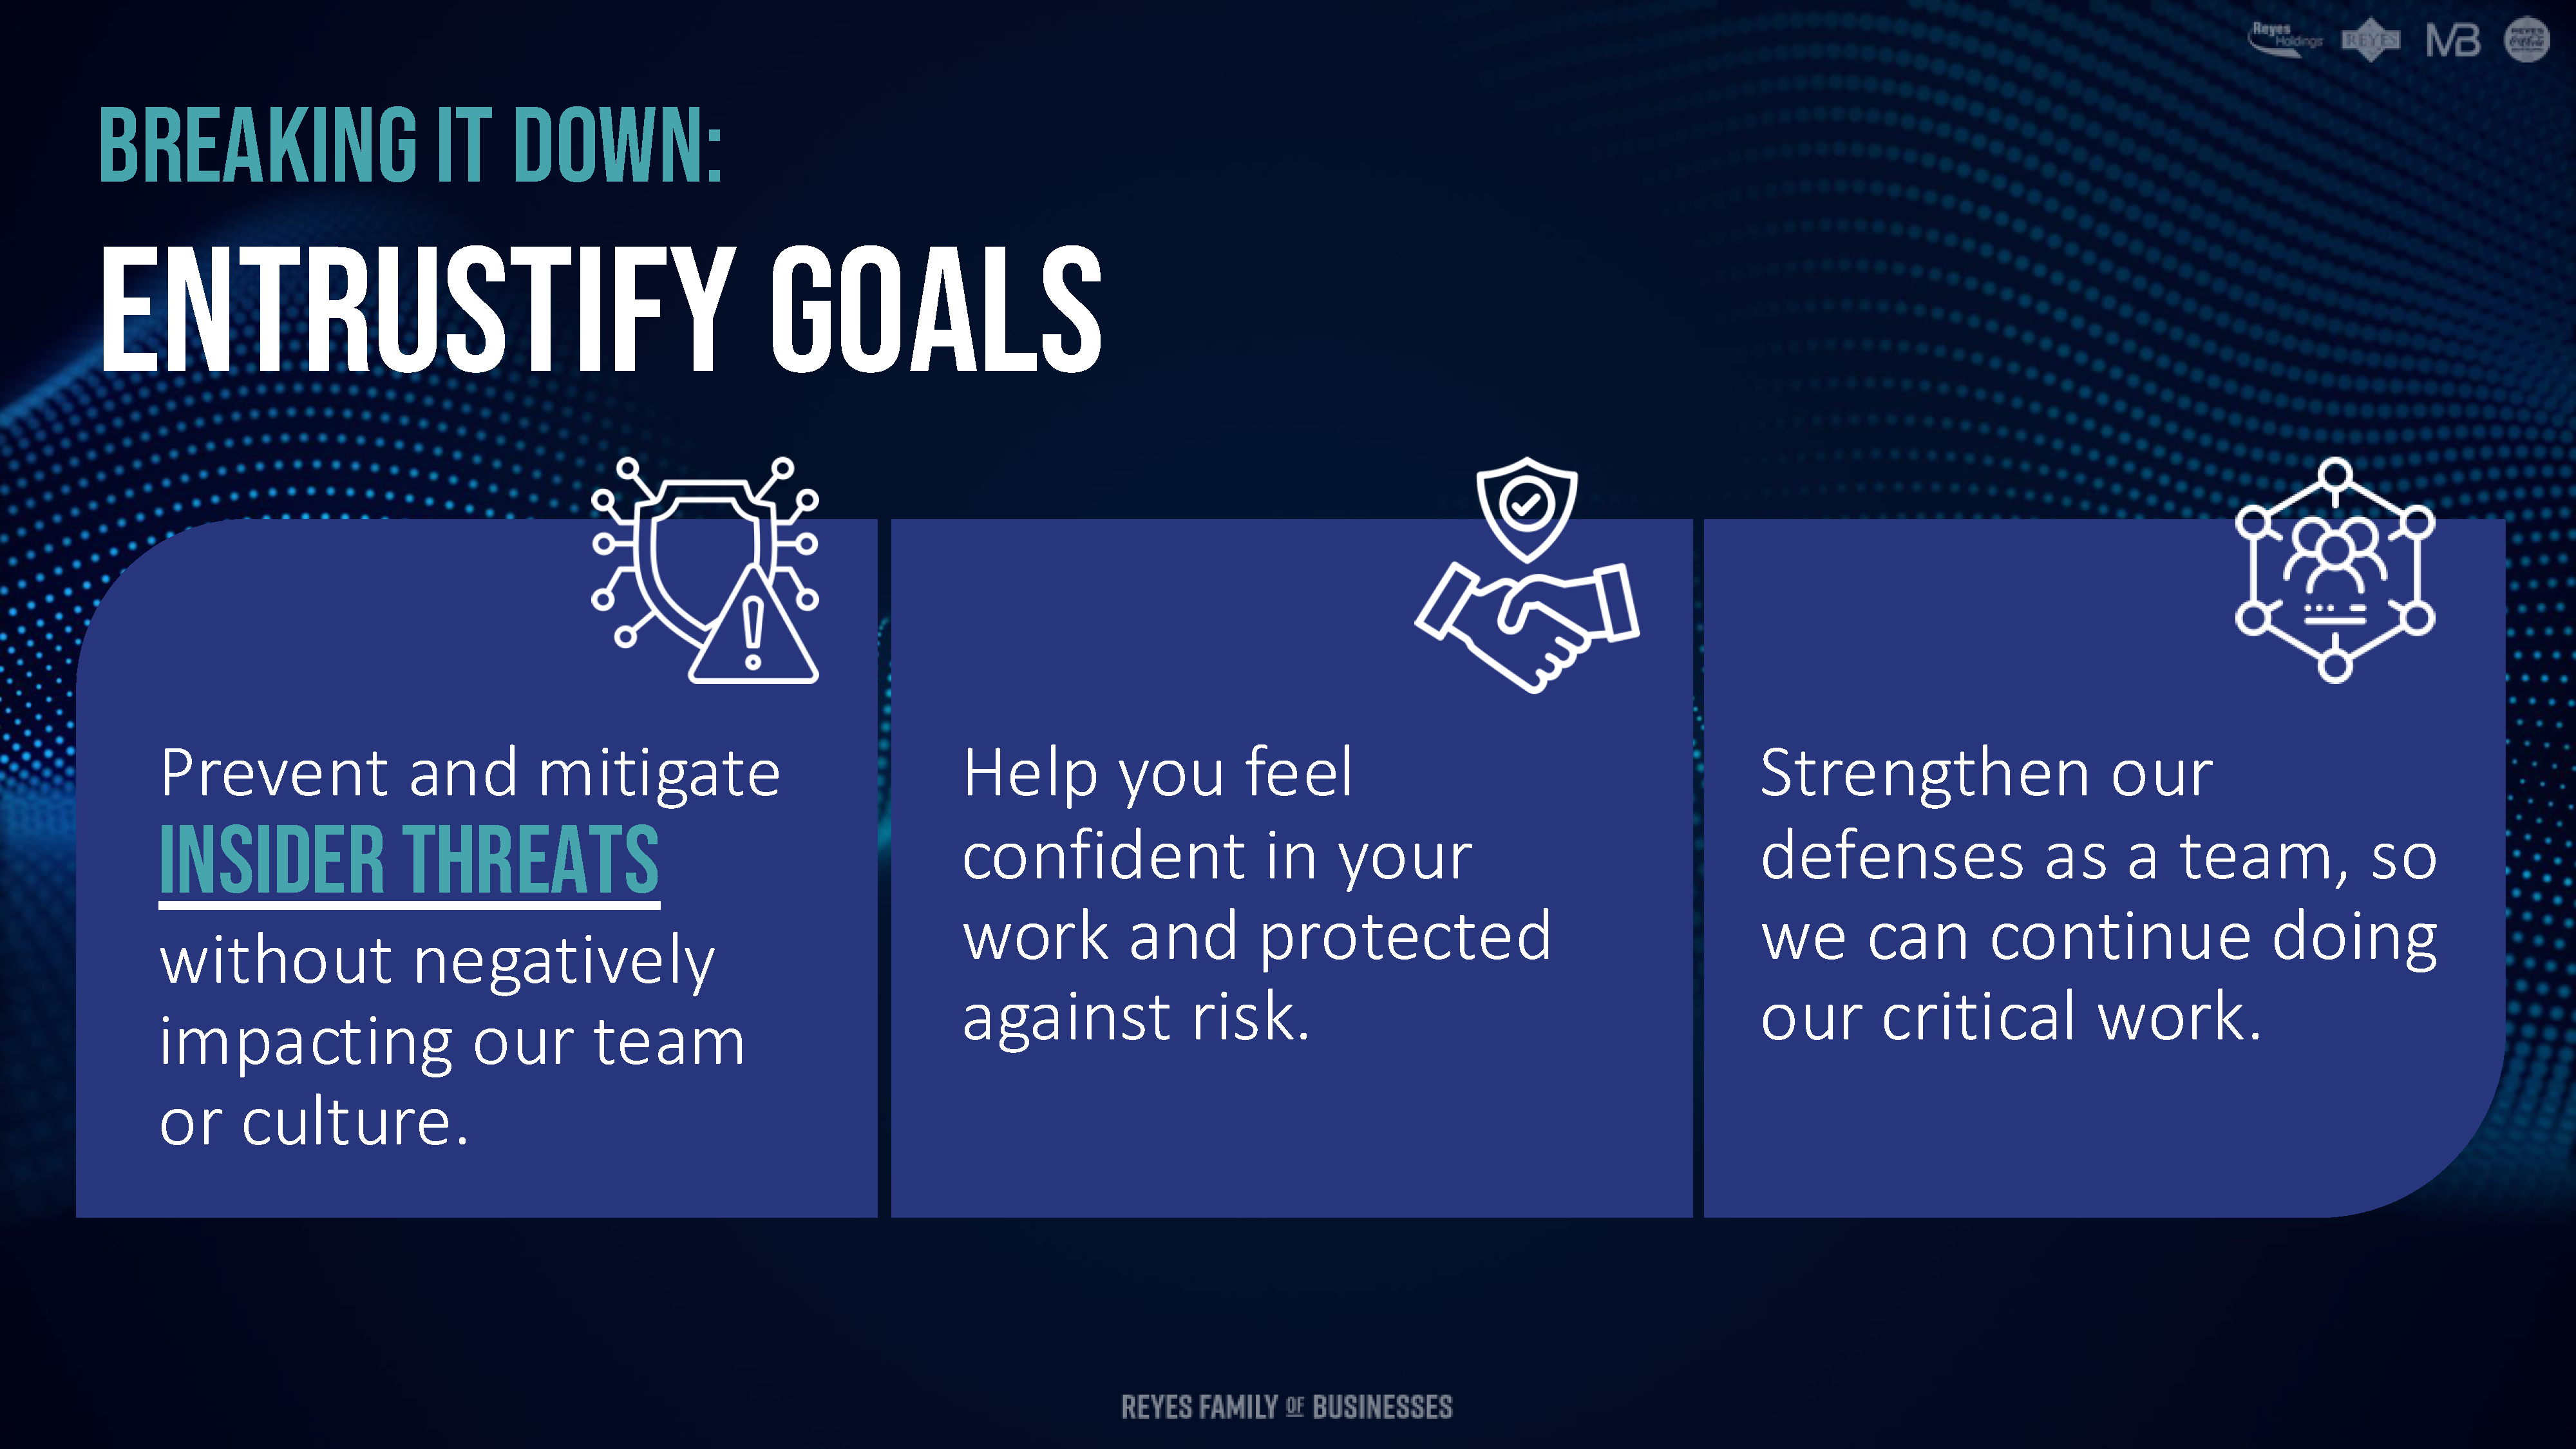 Reyes
Holdings
REYES
MB
BREAKING IT DOWN:
ENTRUSTIFY GOALS
Prevent and mitigate
INSIDER THREATS
without negatively
impacting our team
or culture.
Help you feel
confident in your
work and protected
against risk.
Strengthen our
defenses as a team, so
we can continue doing
our critical work.
REYES FAMILY OF BUSINESSES